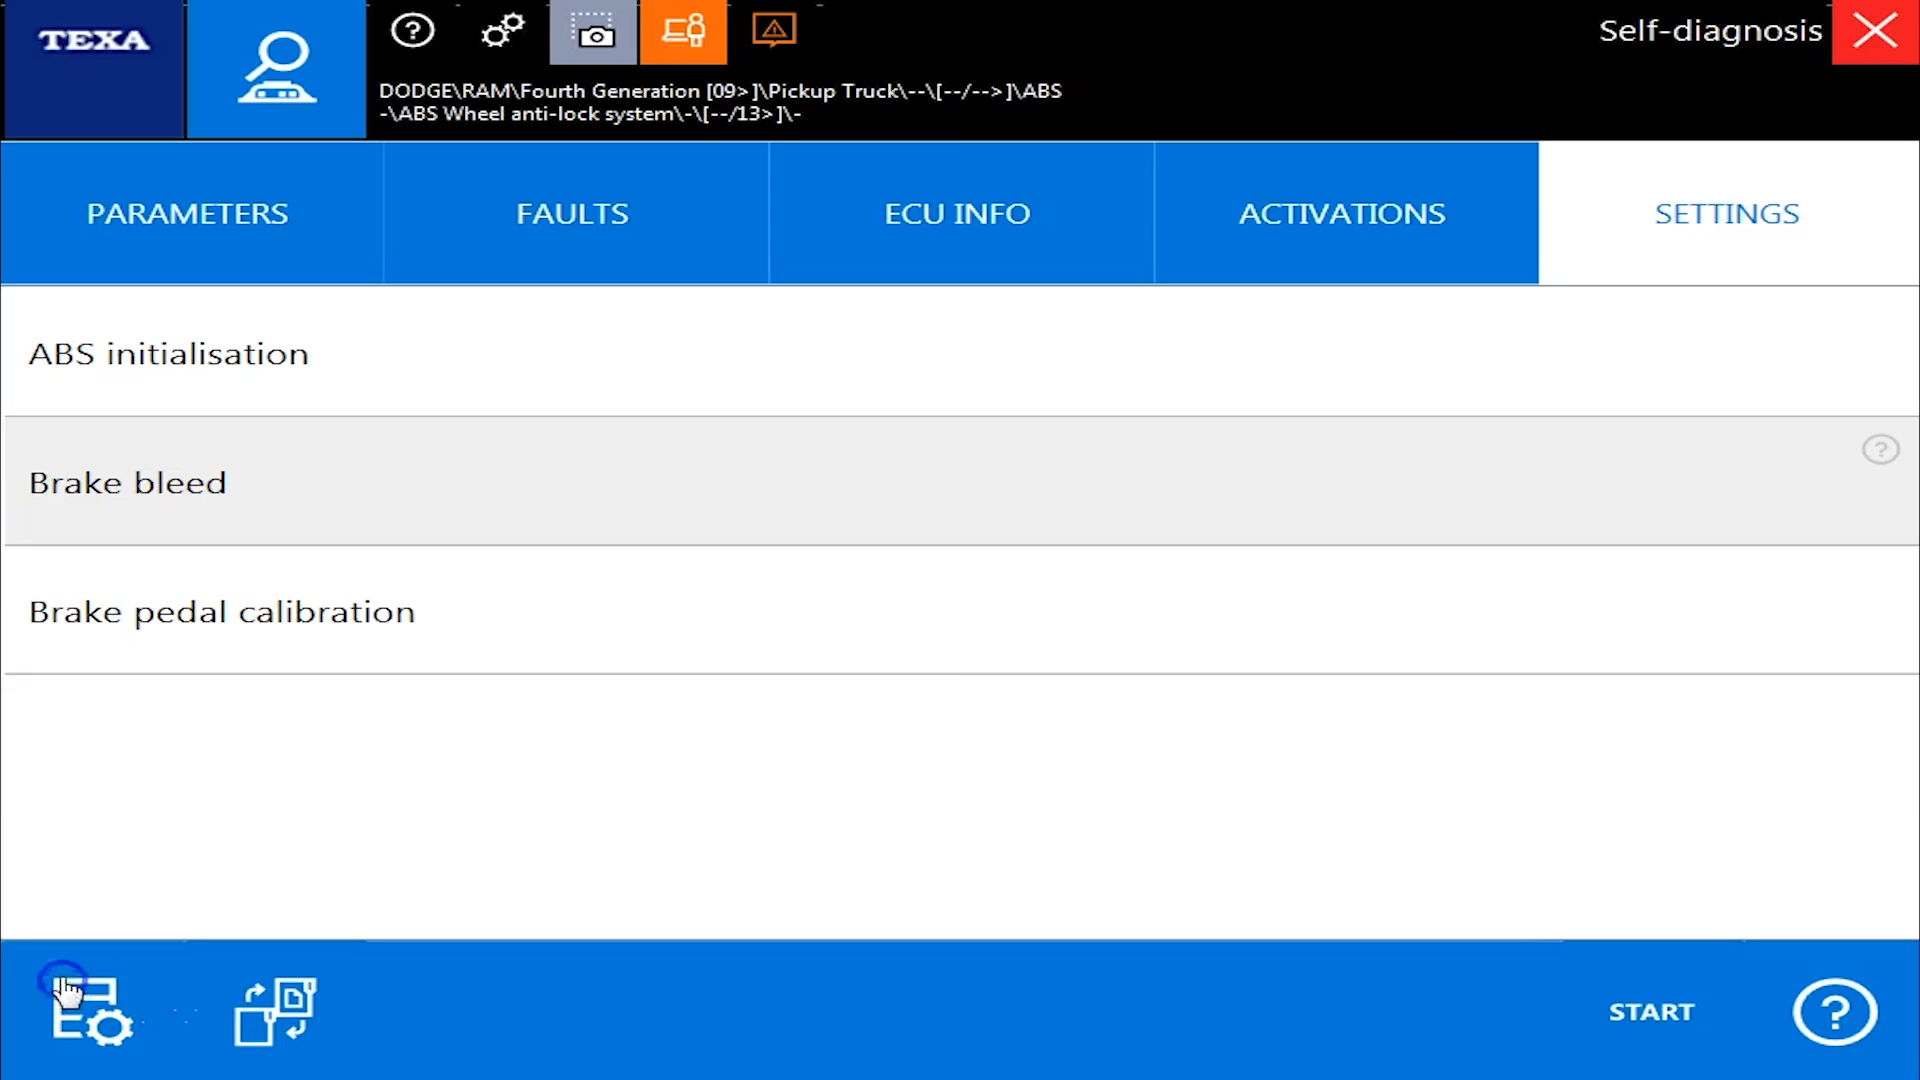 TEXA
Self-diagnosis
DODGE\RAM\Fourth Generation [09>]\Pickup Truck\--\[--/-->]\ABS
-\ABS Wheel anti-lock system\-\[--/13>]\-
PARAMETERS
FAULTS
ECU INFO
ACTIVATIONS
SETTINGS
ABS initialisation
Brake bleed
Brake pedal calibration
START